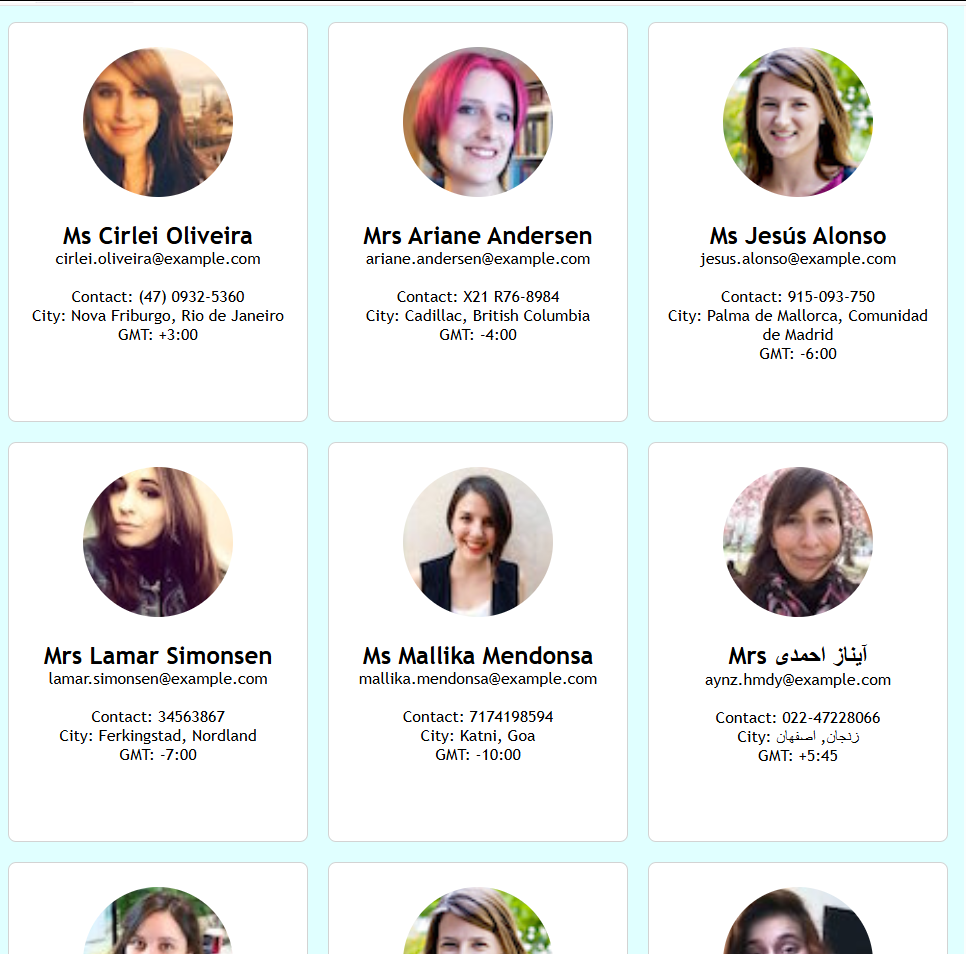 Ms Cirlei Oliveira
cirlei.oliveira@example.com
Contact: (47) 0932-5360
City: Nova Friburgo, Rio de Janeiro
GMT: +3:00
Mrs Ariane Andersen
ariane.andersen@example.com
Contact: X21 R76-8984
City: Cadillac, British Columbia
GMT: -4:00
Ms Jesús Alonso
jesus.alonso@example.com
Contact: 915-093-750
City: Palma de Mallorca, Comunidad
de Madrid
GMT: -6:00
Mrs Lamar Simonsen
lamar.simonsen@example.com
Contact: 34563867
City: Ferkingstad, Nordland
GMT: -7:00
Ms Mallika Mendonsa
mallika.mendonsa@example.com
Contact: 7174198594
City: Katni, Goa
GMT: -10:00
Mrs آیناز احمدی
aynz.hmdy@example.com
Contact: 022-47228066
City: زنجان, اصفهان
GMT: +5:45